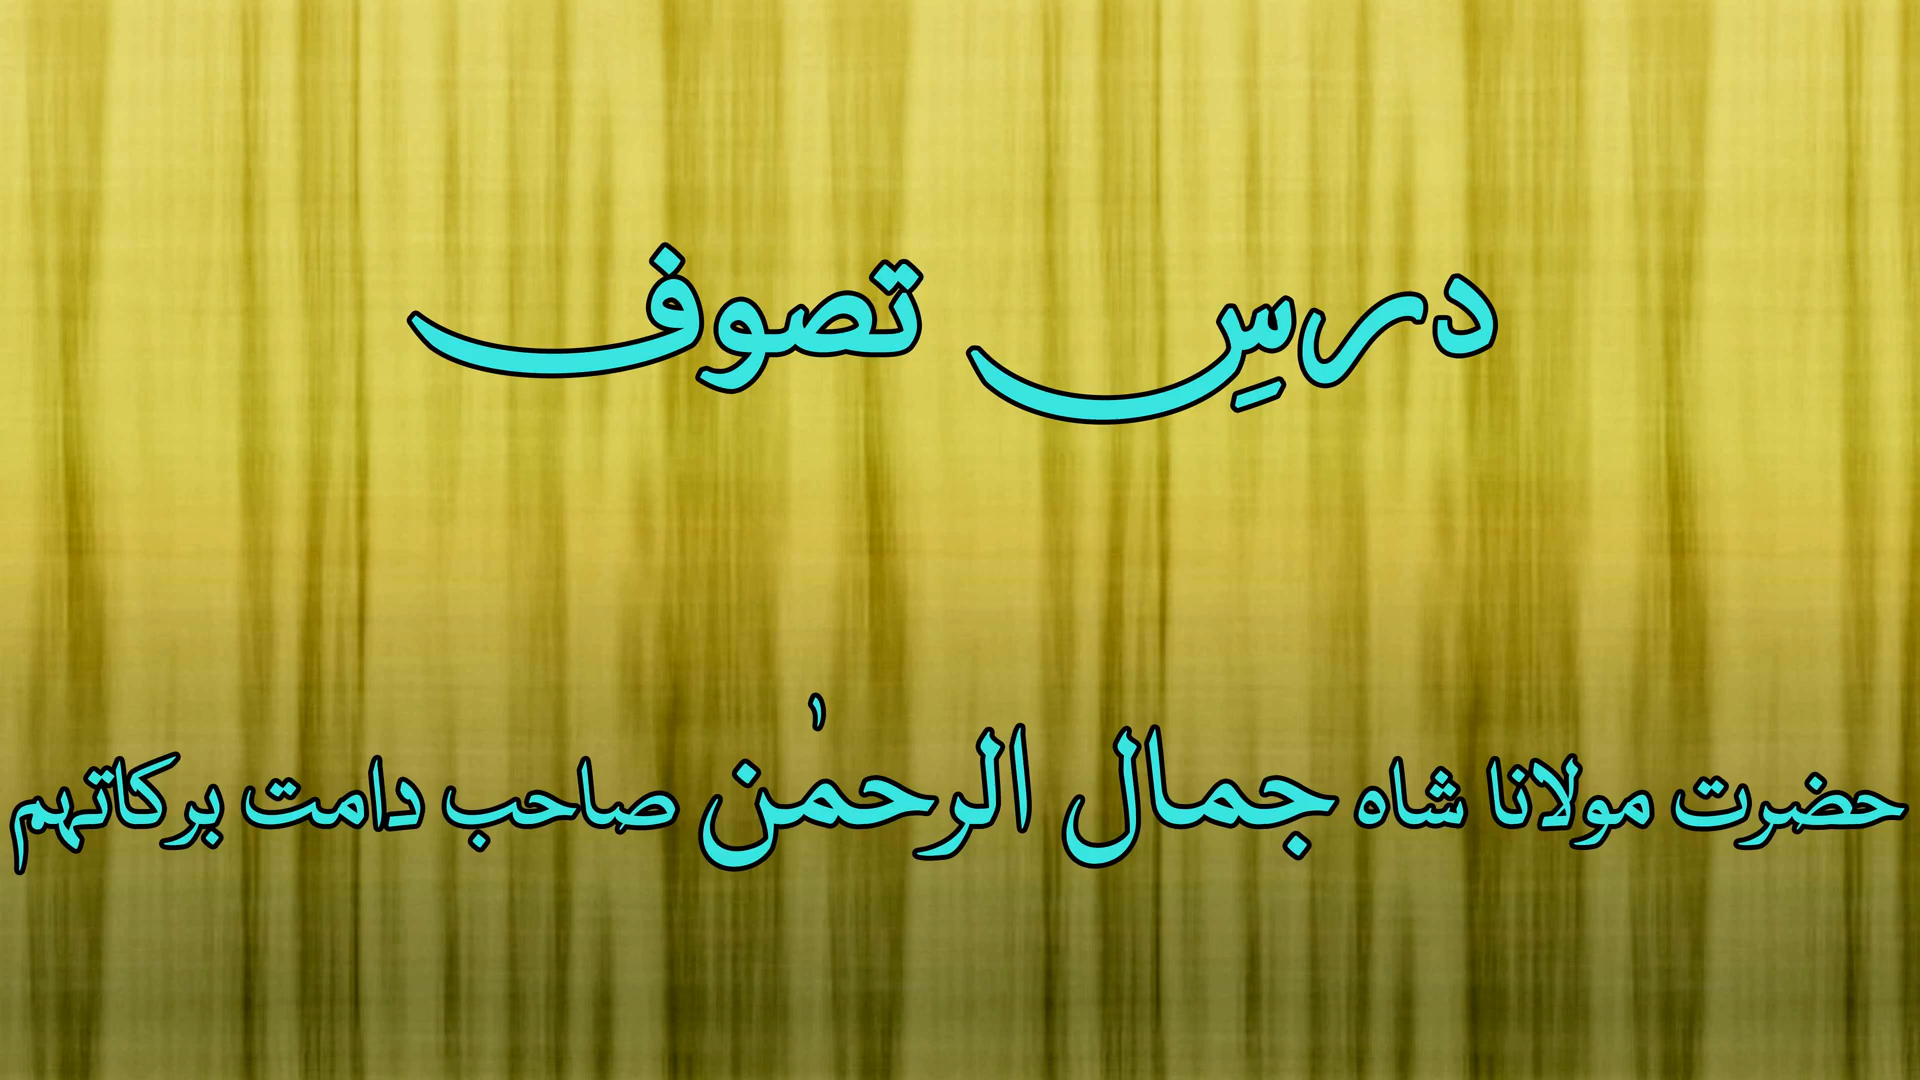 درسِ تصوف
حضرت مولانا شاہ جمال الرحمٰن صاحب دامت برکاتہم